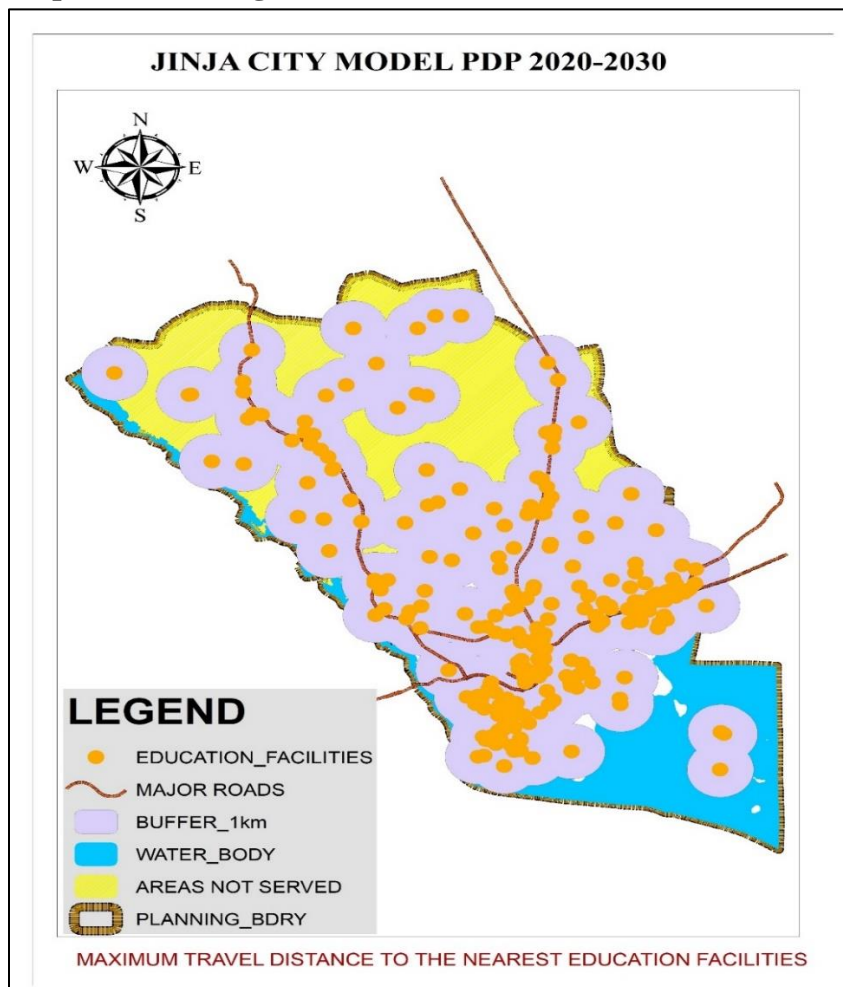 JINJA CITY MODEL PDP 2020-2030
N
W
E
S
LEGEND
EDUCATION_FACILITIES
MAJOR ROADS
BUFFER_1km
WATER_BODY
AREAS NOT SERVED
PLANNING_BDRY
MAXIMUM TRAVEL DISTANCE TO THE NEAREST EDUCATION FACILITIES